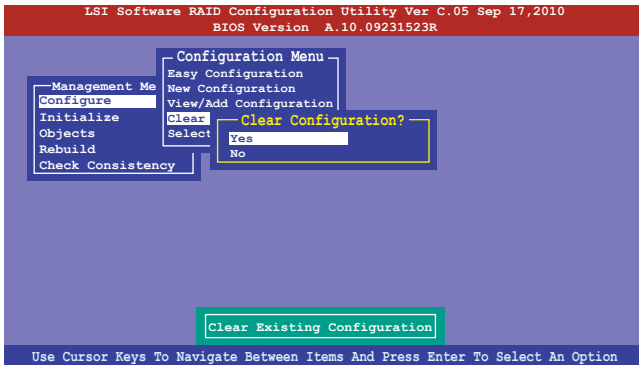 LSI Software RAID Configuration Utility Ver C.05 Sep 17,2010
BIOS Version A.10.09231523R
Configuration Menu
Easy Configuration
New Configuration
View/Add Configuration
Clear
Select
Management Me
Configure
Initialize
Objects
Rebuild
Check Consistency
Clear Configuration?
Yes
No
Clear Existing Configuration
Use Cursor Keys To Navigate Between Items And Press Enter To Select An Option